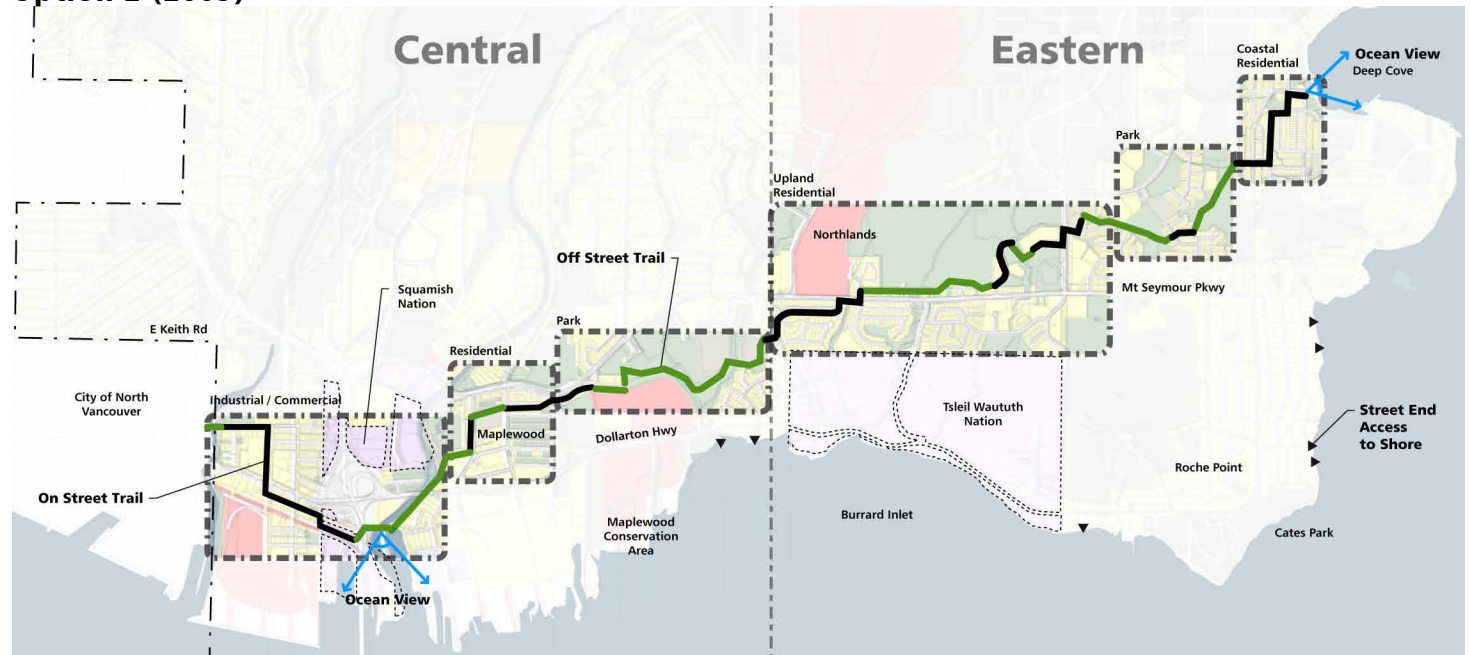 Central
Eastern
Coastal
Residential
Ocean View
Deep Cove
Park
Upland
Residential
Northlands
Off Street Trail
Squamish
Nation
Mt Seymour Pkwy
E Keith Rd
Park
Residential
City of North
Vancouver
Industrial / Commercial
Maplewood
Dollarton Hwy
Tsleil Waututh
Nation
Street End
Access
to Shore
On Street Trail
Roche Point
Maplewood
Conservation
Area
Burrard Inlet
Cates Park
Ocean View